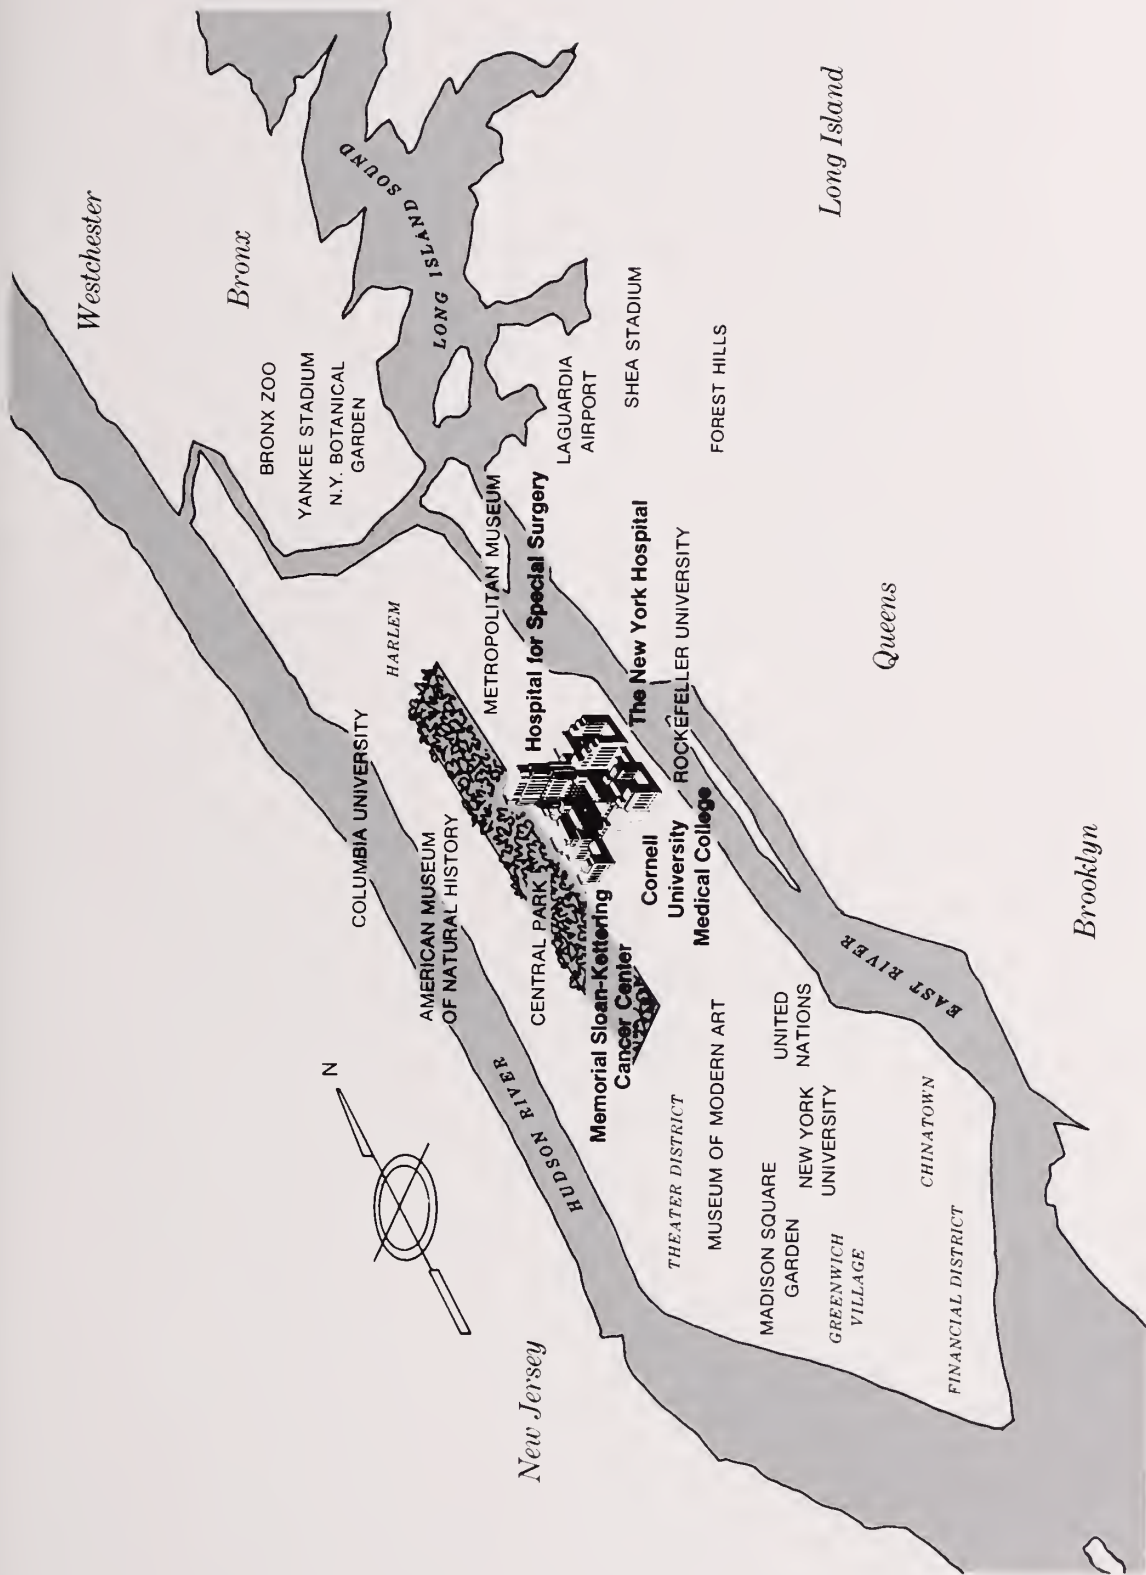 Westchester
Bronx
BRONX ZOO
YANKEE STADIUM
N.Y. BOTANICAL
GARDEN
LONG ISLAND SOUND
LAGUARDIA
AIRPORT
SHEA STADIUM
FOREST HILLS
Long Island
HARLEM
COLUMBIA UNIVERSITY
METROPOLITAN MUSEUM
Hospital for Special Surgery
The New York Hospital
ROCKEFELLER UNIVERSITY
Queens
AMERICAN MUSEUM
OF NATURAL HISTORY
CENTRAL PARK
Memorial Sloan-Kettering
Cancer Center
Cornell
University
Medical College
N
HUDSON RIVER
EAST RIVER
Brooklyn
THEATER DISTRICT
MUSEUM OF MODERN ART
UNITED
NATIONS
MADISON SQUARE
GARDEN
NEW YORK
UNIVERSITY
GREENWICH
VILLAGE
CHINATOWN
FINANCIAL DISTRICT
New Jersey